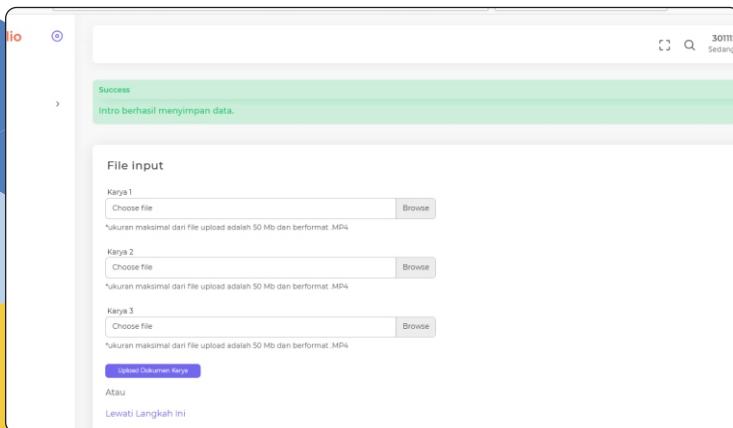 lio
30111
Sedang
Success
Intro berhasil menyimpan data.
File input
Karya 1
Choose file
Browse
*ukuran maksimal dari file upload adalah 50 Mb dan berformat .MP4
Karya 2
Choose file
Browse
*ukuran maksimal dari file upload adalah 50 Mb dan berformat .MP4
Karya 3
Choose file
Browse
*ukuran maksimal dari file upload adalah 50 Mb dan berformat .MP4
Upload Dokumen Karya
Atau
Lewati Langkah Ini